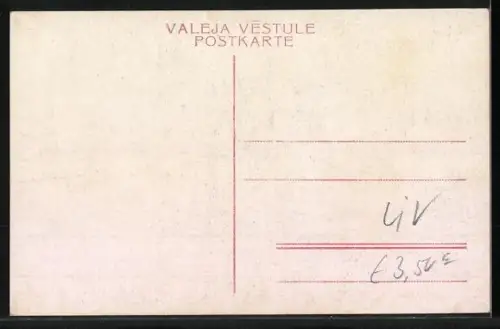 VALEJA VĒSTULE
POSTKARTE
LiV
€ 3,50